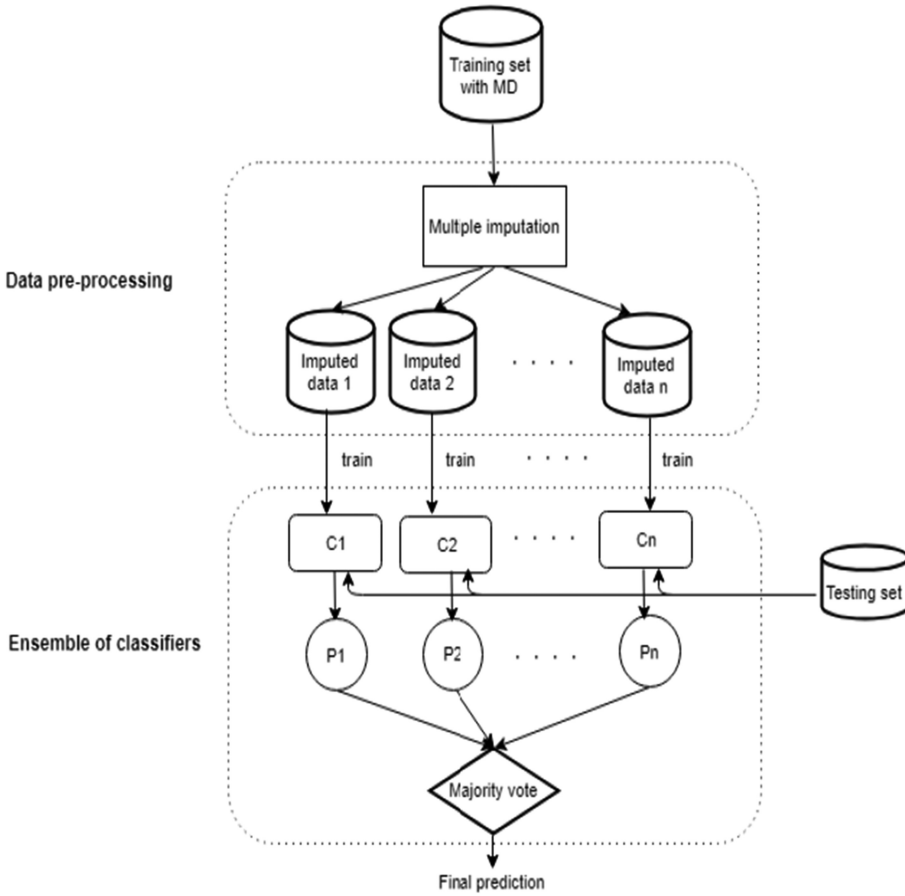 Training set
with MD
Multiple imputation
Data pre-processing
Imputed
data 1
Imputed
data 2
. . . .
Imputed
data n
train
train
. . . .
train
C1
C2
. . . .
Cn
Testing set
Ensemble of classifiers
P1
P2
. . . .
Pn
Majority vote
Final prediction